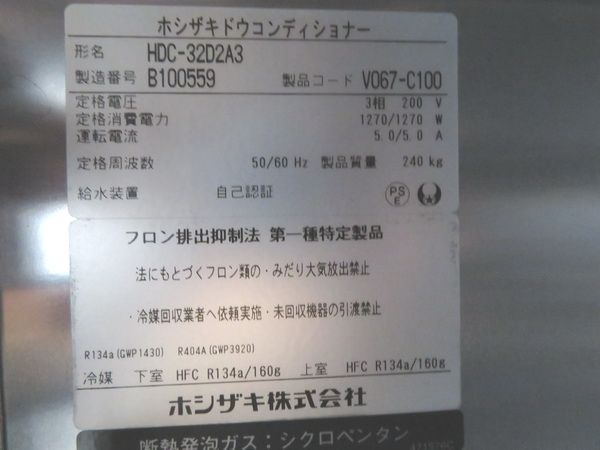 ホシザキドウコンディショナー
形名 HDC-32D2A3
製造番号 B100559 製品コード V067-C100
定格電圧 3相 200 V
定格消費電力 1270/1270 W
運転電流 5.0/5.0 A
定格周波数 50/60 Hz 製品質量 240 kg
給水装置 自己認証 PSE
フロン排出抑制法 第一種特定製品
法にもとづくフロン類の・みだり大気放出禁止
・冷媒回収業者へ依頼実施・未回収機器の引渡禁止
R134a(GWP1430) R404A(GWP3920)
冷媒 下室 HFC R134a/160g 上室 HFC R134a/160g
ホシザキ株式会社
断熱発泡ガス：シクロペンタン